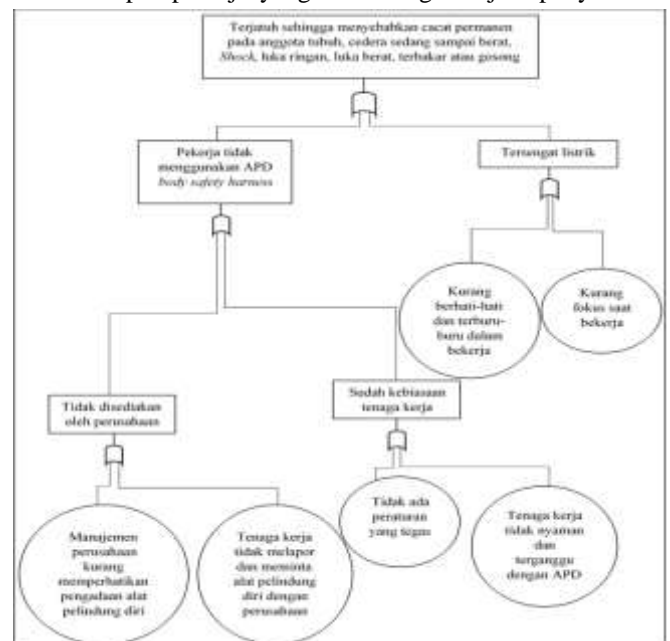 Terjatuh sehingga menyebabkan cacat permanen
pada anggota tubuh, cedera sedang sampai berat,
Shock, luka ringan, luka berat, terbakar atau gosong
Pekerja tidak
menggunakan APD
body safety harness
Tersengat listrik
Kurang
berhati-hati
dan terburu-
buru dalam
bekerja
Kurang
fokus saat
bekerja
Tidak disediakan
oleh perusahaan
Sudah kebiasaan
tenaga kerja
Manajemen
perusahaan
kurang
memperhatikan
pengadaan alat
pelindung diri
Tenaga kerja
tidak melapor
dan meminta
alat pelindung
diri dengan
perusahaan
Tidak ada
peraturan
yang tegas
Tenaga kerja
tidak nyaman
dan
terganggu
dengan APD